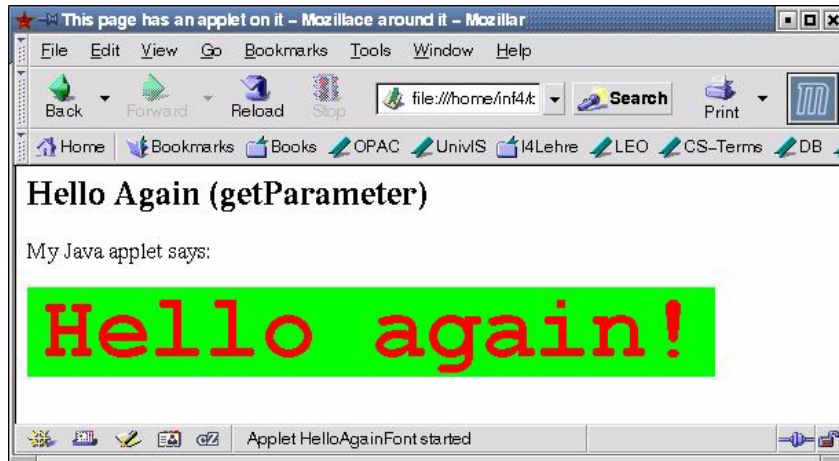 This page has an applet on it – Mozillace around it – Mozillar
File Edit View Go Bookmarks Tools Window Help
Back Forward Reload Stop file:///home/inf4/t Search Print
Home Bookmarks Books OPAC UnivIS I4Lehre LEO CS-Terms DB
Hello Again (getParameter)
My Java applet says:
Hello again!
Applet HelloAgainFont started